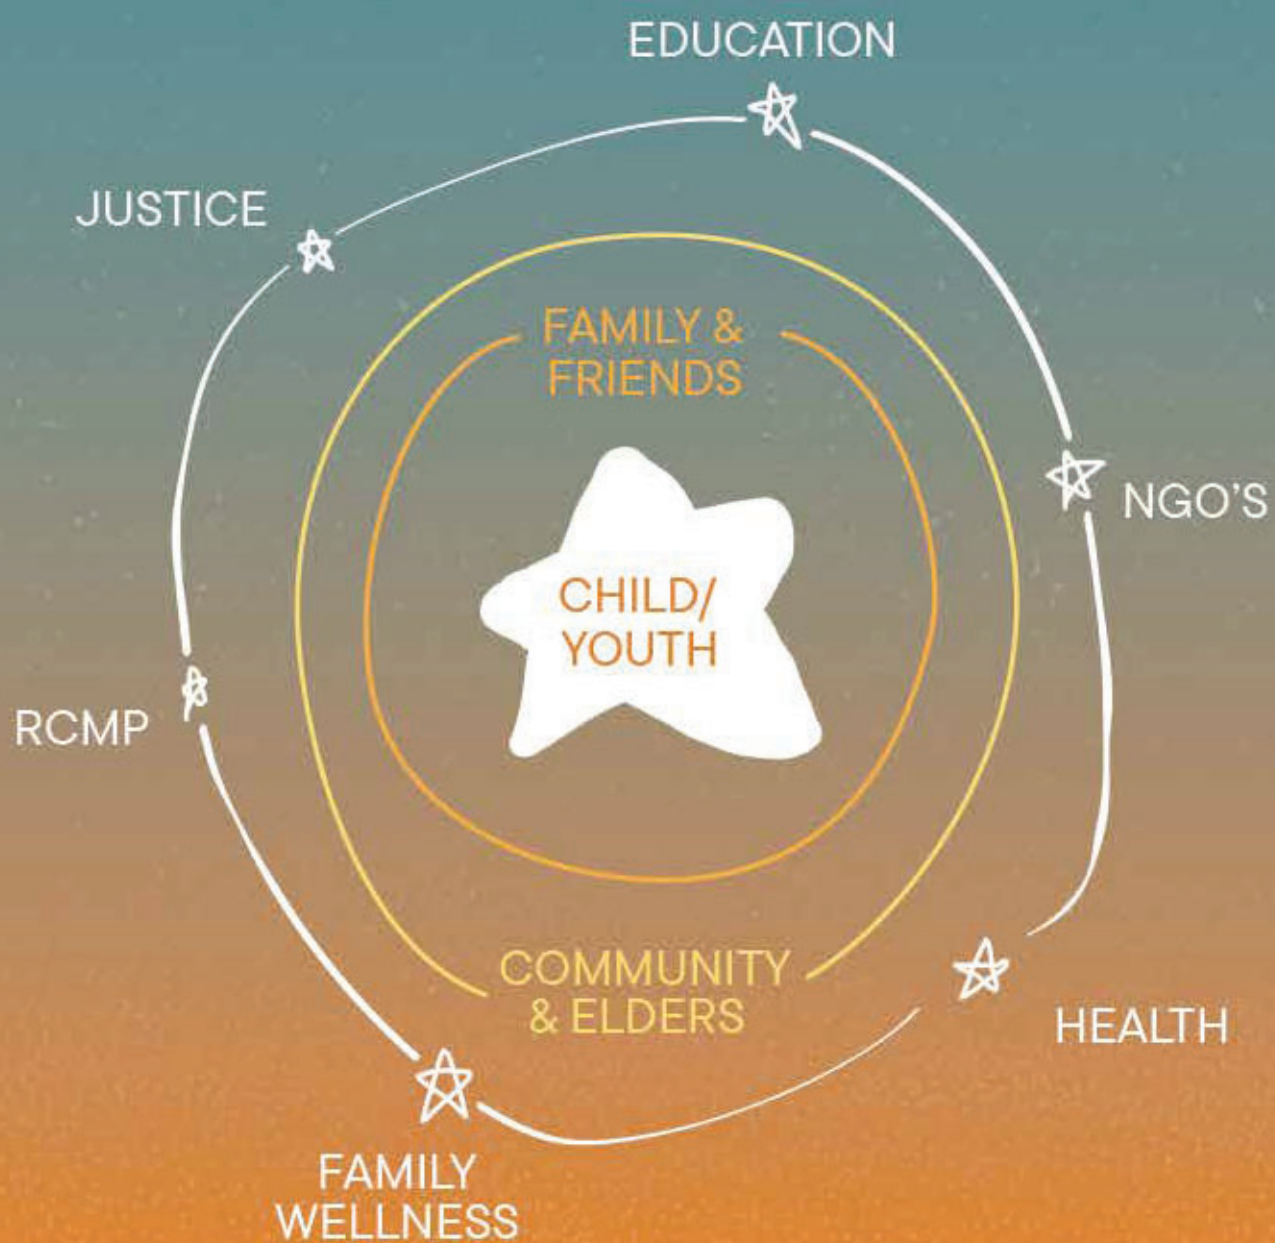 EDUCATION
JUSTICE
FAMILY &
FRIENDS
NGO'S
CHILD/
YOUTH
RCMP
COMMUNITY
& ELDERS
HEALTH
FAMILY
WELLNESS